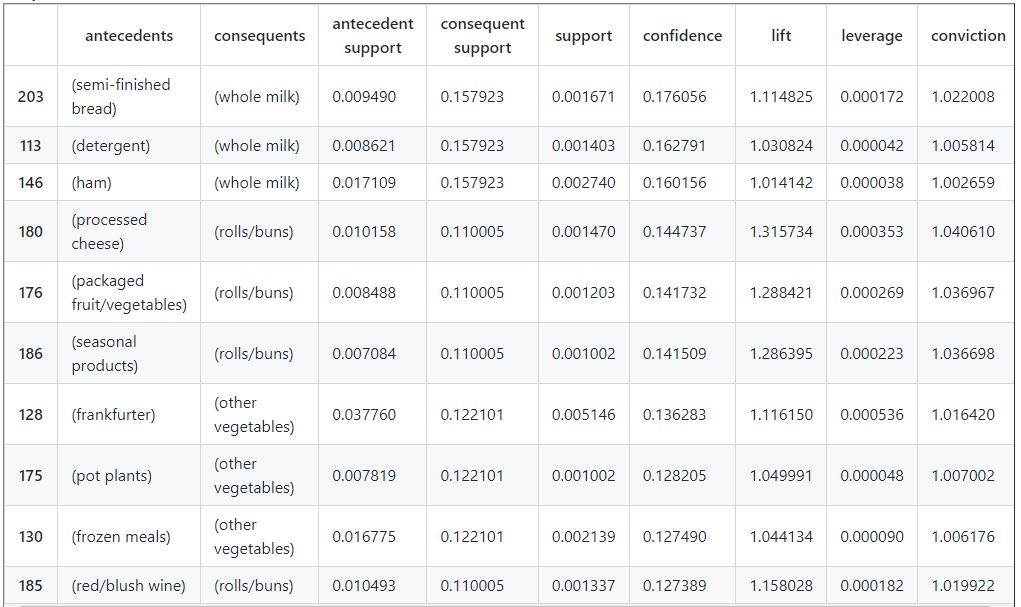 antecedents consequents antecedent support consequent support support confidence lift leverage conviction
203 (semi-finished bread) (whole milk) 0.009490 0.157923 0.001671 0.176056 1.114825 0.000172 1.022008
113 (detergent) (whole milk) 0.008621 0.157923 0.001403 0.162791 1.030824 0.000042 1.005814
146 (ham) (whole milk) 0.017109 0.157923 0.002740 0.160156 1.014142 0.000038 1.002659
180 (processed cheese) (rolls/buns) 0.010158 0.110005 0.001470 0.144737 1.315734 0.000353 1.040610
176 (packaged fruit/vegetables) (rolls/buns) 0.008488 0.110005 0.001203 0.141732 1.288421 0.000269 1.036967
186 (seasonal products) (rolls/buns) 0.007084 0.110005 0.001002 0.141509 1.286395 0.000223 1.036698
128 (frankfurter) (other vegetables) 0.037760 0.122101 0.005146 0.136283 1.116150 0.000536 1.016420
175 (pot plants) (other vegetables) 0.007819 0.122101 0.001002 0.128205 1.049991 0.000048 1.007002
130 (frozen meals) (other vegetables) 0.016775 0.122101 0.002139 0.127490 1.044134 0.000090 1.006176
185 (red/blush wine) (rolls/buns) 0.010493 0.110005 0.001337 0.127389 1.158028 0.000182 1.019922